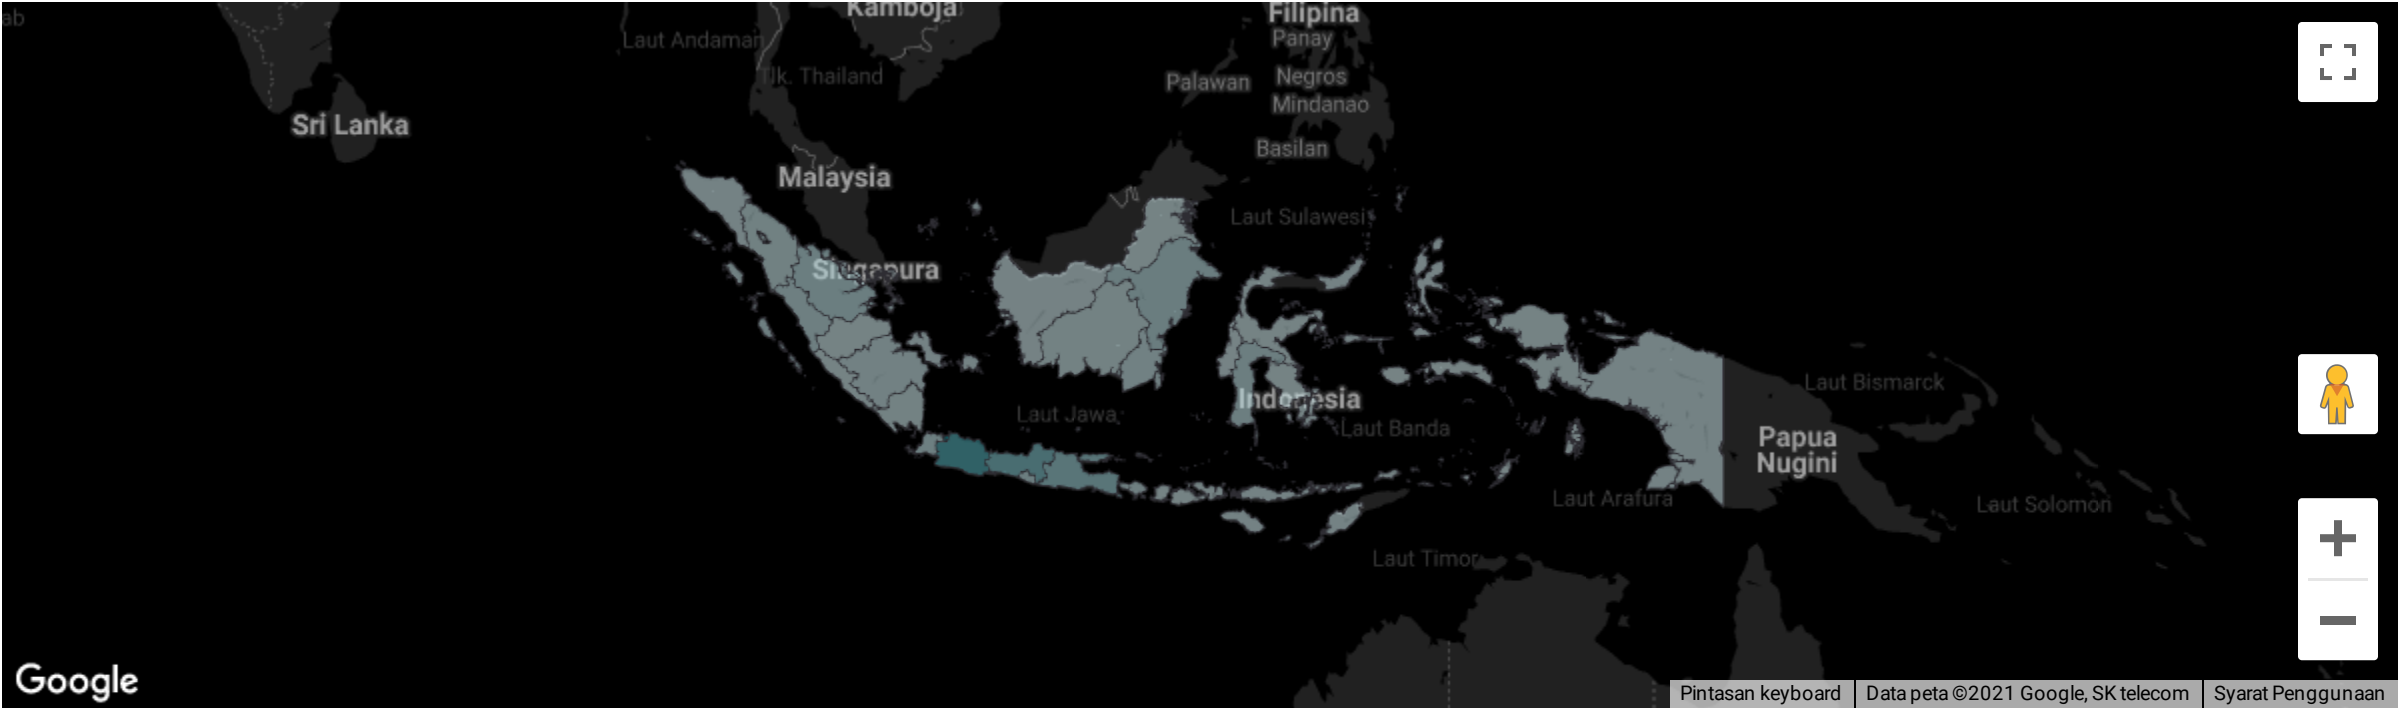 ab
Kamboja
Filipina
Laut Andaman
Panay
Tlk. Thailand
Palawan
Negros
Mindanao
Sri Lanka
Basilan
Malaysia
Laut Sulawesi
Singapura
Laut Bismarck
Indonesia
Laut Jawa
Laut Banda
Papua
Nugini
Laut Arafura
Laut Solomon
Laut Timor
Google
Pintasan keyboard
Data peta ©2021 Google, SK telecom
Syarat Penggunaan